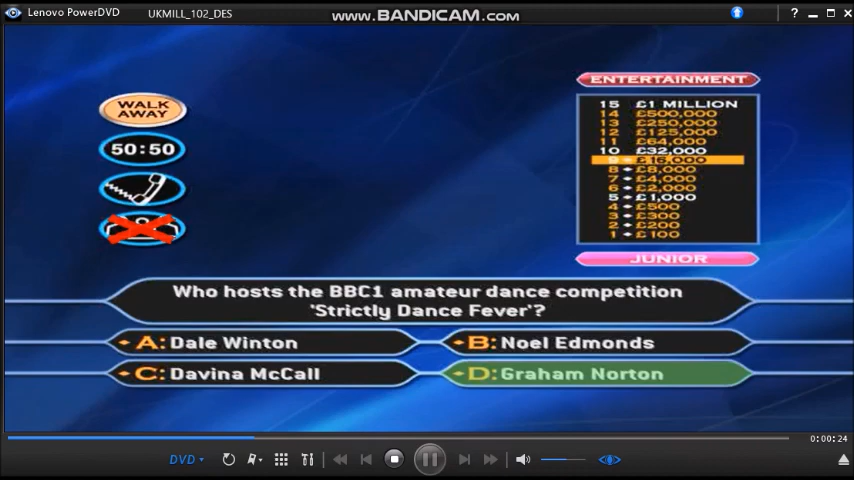 Lenovo PowerDVD
UKMILL_102_DES
www.BANDICAM.com
?
WALK AWAY
50:50
ENTERTAINMENT
15 £1 MILLION
14 £500,000
13 £250,000
12 £125,000
11 £64,000
10 £32,000
9 £16,000
8 £8,000
7 £4,000
6 £2,000
5 £1,000
4 £500
3 £300
2 £200
1 £100
JUNIOR
Who hosts the BBC1 amateur dance competition
'Strictly Dance Fever'?
A: Dale Winton
B: Noel Edmonds
C: Davina McCall
D: Graham Norton
0:00:24
DVD